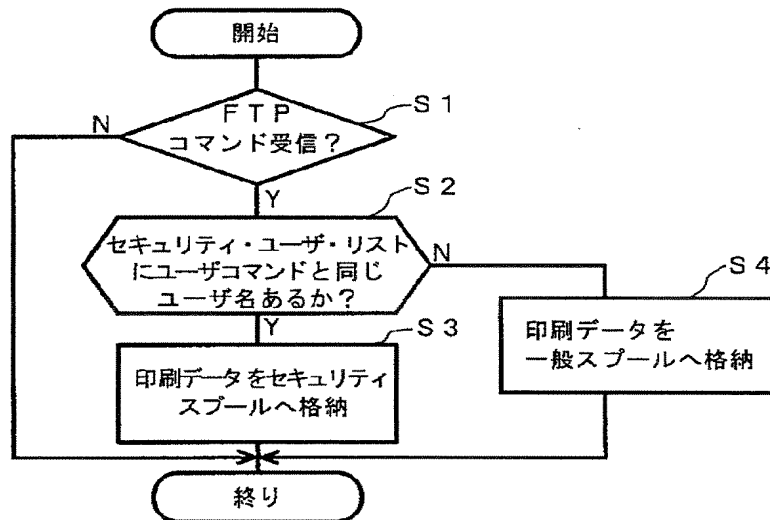 開始
FTP
コマンド受信?
S1
N
Y
S2
セキュリティ・ユーザ・リスト
にユーザコマンドと同じ
ユーザ名あるか?
N
Y
S3
印刷データをセキュリティ
スプールへ格納
S4
印刷データを
一般スプールへ格納
終り